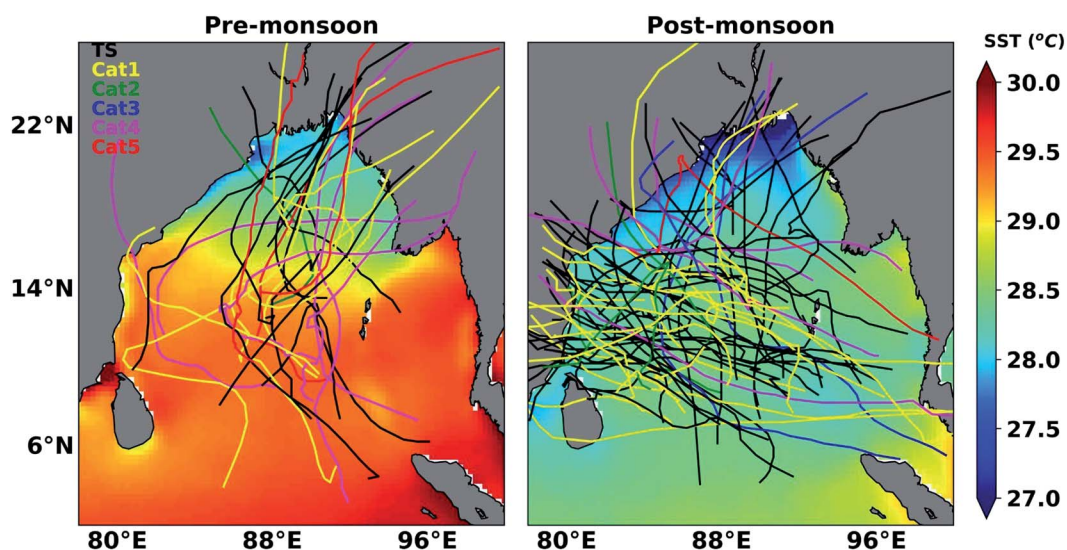 Pre-monsoon
Post-monsoon
SST (°C)
TS
Cat1
Cat2
Cat3
Cat4
Cat5
22°N
14°N
6°N
80°E
88°E
96°E
80°E
88°E
96°E
30.0
29.5
29.0
28.5
28.0
27.5
27.0